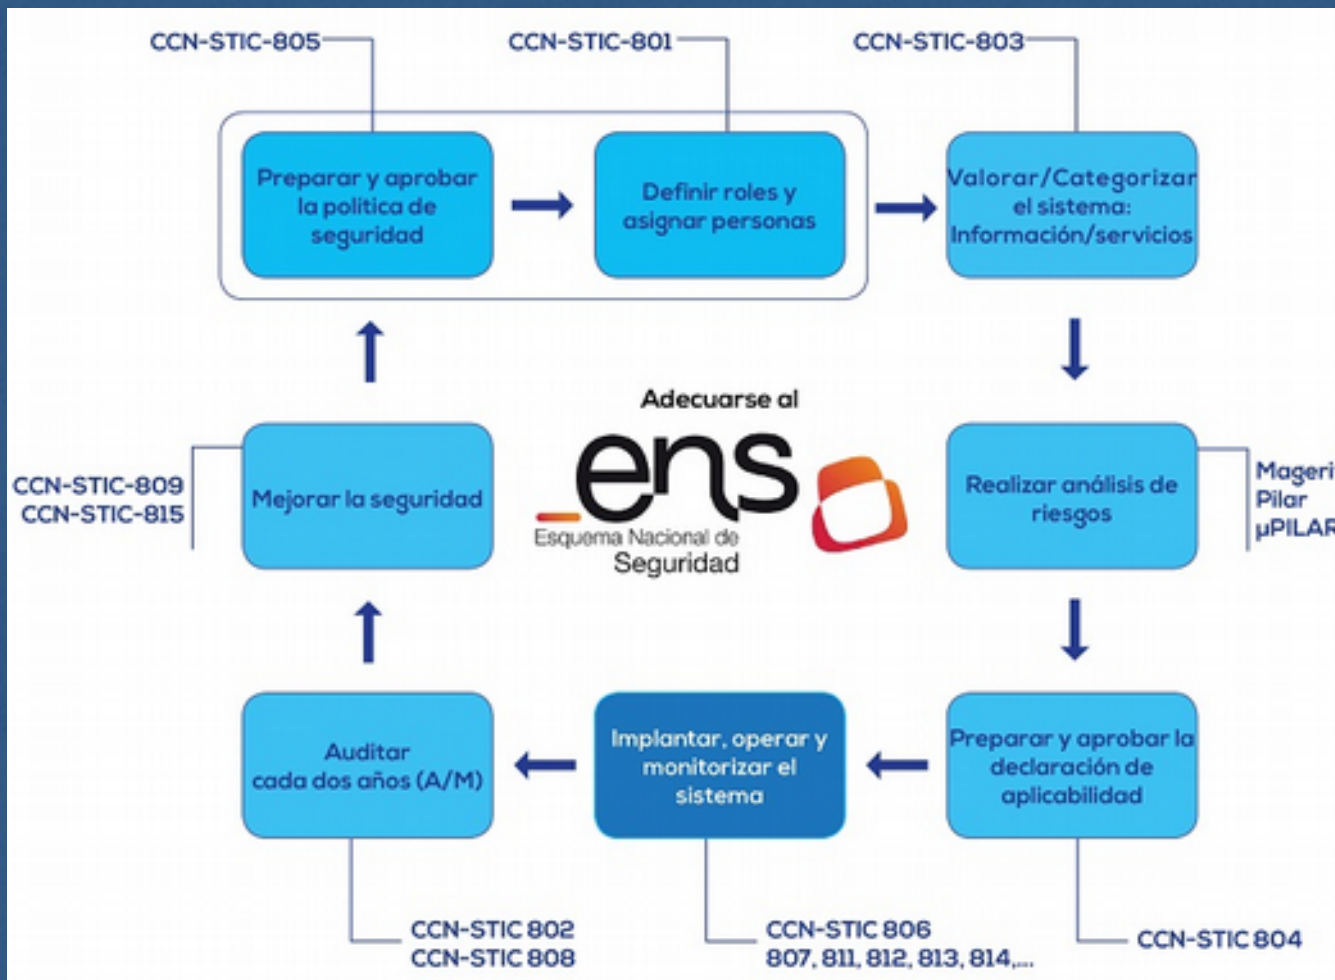 CCN-STIC-805
CCN-STIC-801
CCN-STIC-803
Preparar y aprobar
la política de
seguridad
Definir roles y
asignar personas
Valorar/Categorizar
el sistema:
Información/servicios
Adecuarse al
ens
Esquema Nacional de
Seguridad
CCN-STIC-809
CCN-STIC-815
Mejorar la seguridad
Realizar análisis de
riesgos
Mageri
Pilar
µPILAR
Auditar
cada dos años (A/M)
Implantar, operar y
monitorizar el
sistema
Preparar y aprobar la
declaración de
aplicabilidad
CCN-STIC 802
CCN-STIC 808
CCN-STIC 806
807, 811, 812, 813, 814,...
CCN-STIC 804